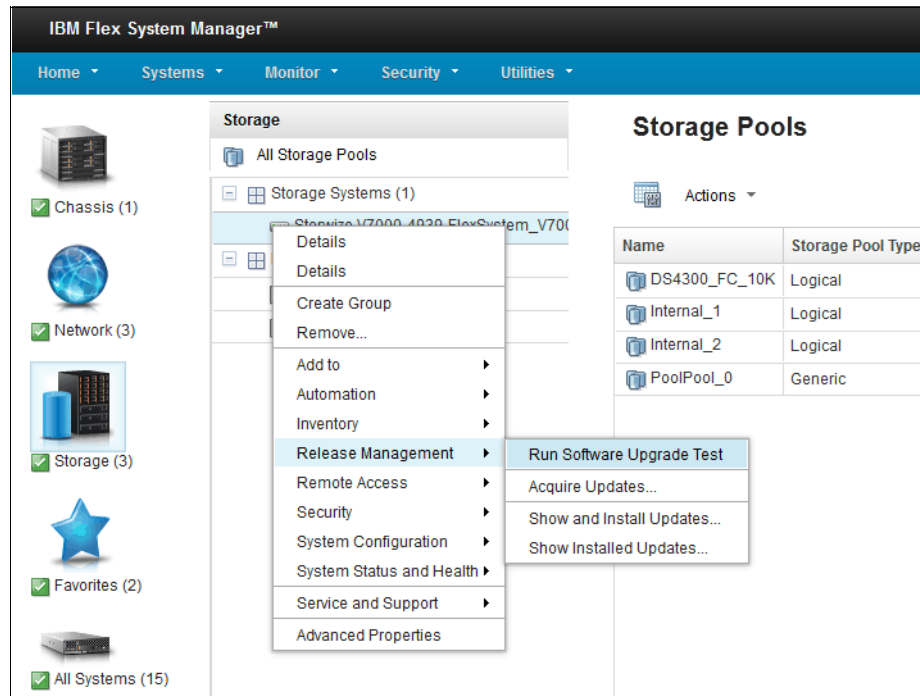 IBM Flex System Manager™
Home Systems Monitor Security Utilities
Chassis (1)
Network (3)
Storage (3)
Favorites (2)
All Systems (15)
Storage
All Storage Pools
Storage Systems (1)
Storwize V7000-4939-FlexSystem_V700
Details
Details
Create Group
Remove...
Add to
Automation
Inventory
Release Management
Remote Access
Security
System Configuration
System Status and Health
Service and Support
Advanced Properties
Run Software Upgrade Test
Acquire Updates...
Show and Install Updates...
Show Installed Updates...
Storage Pools
Actions
Name Storage Pool Type
DS4300_FC_10K Logical
Internal_1 Logical
Internal_2 Logical
PoolPool_0 Generic